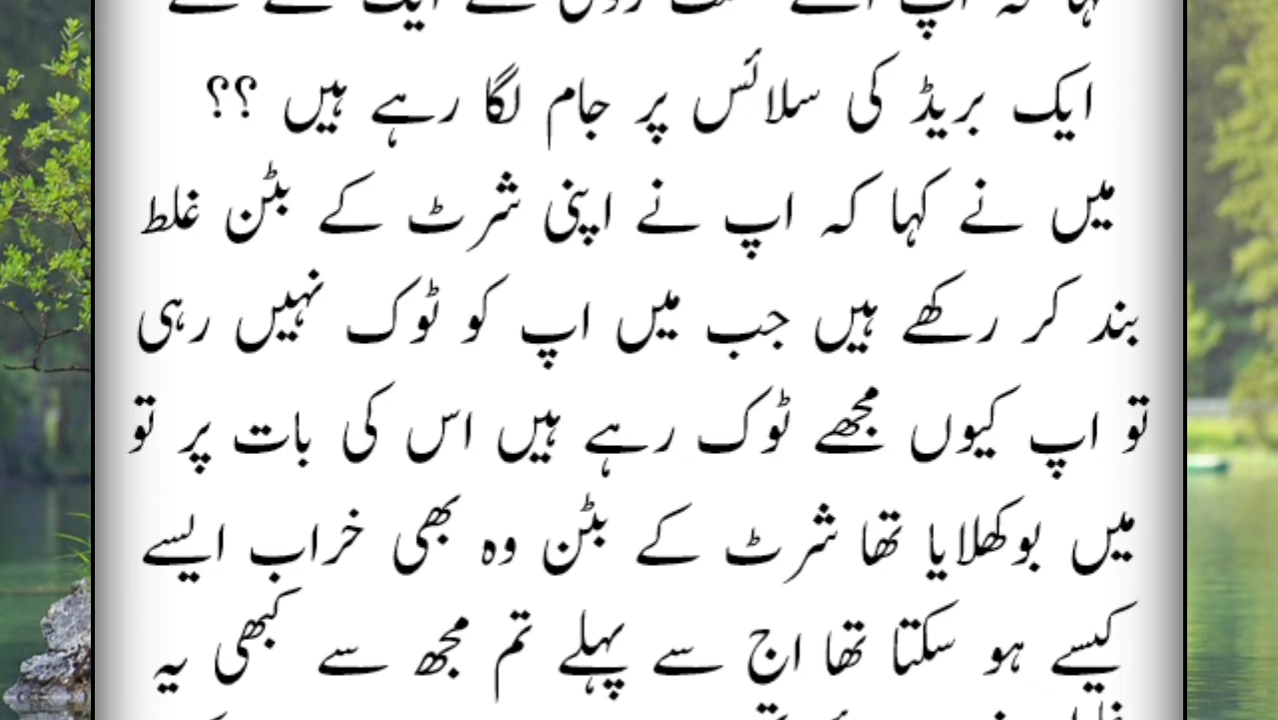 ایک بریڈ کی سلائس پر جام لگا رہے ہیں ؟؟
میں نے کہا کہ اپ نے اپنی شرٹ کے بٹن غلط
بند کر رکھے ہیں جب میں اپ کو ٹوک نہیں رہی
تو اپ کیوں مجھے ٹوک رہے ہیں اس کی بات پر تو
میں بوکھلایا تھا شرٹ کے بٹن وہ بھی خراب ایسے
کیسے ہو سکتا تھا اج سے پہلے تم مجھ سے کبھی یہ